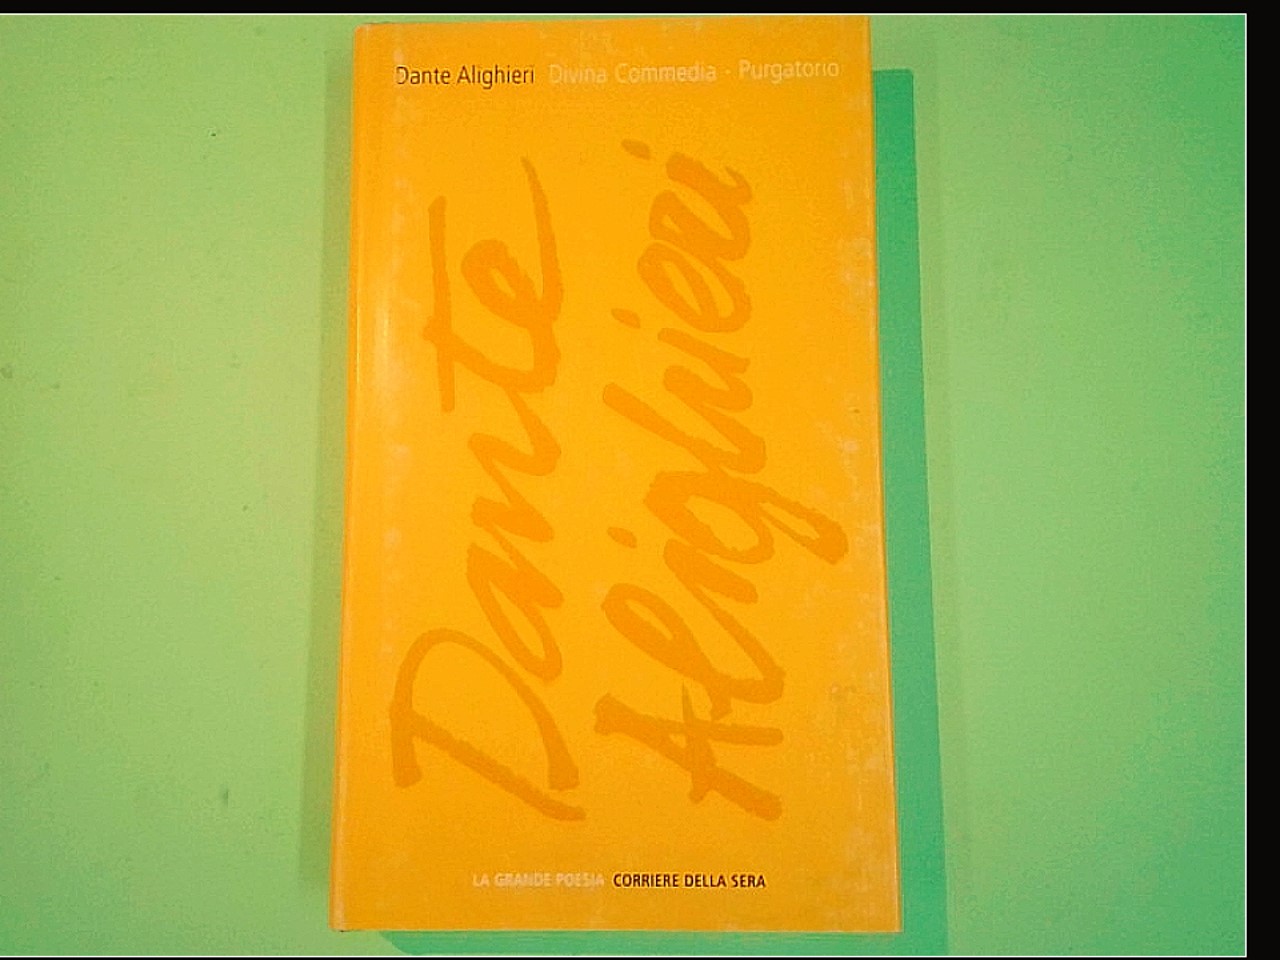 Dante Alighieri Divina Commedia · Purgatorio
Dante
Alighieri
LA GRANDE POESIA CORRIERE DELLA SERA